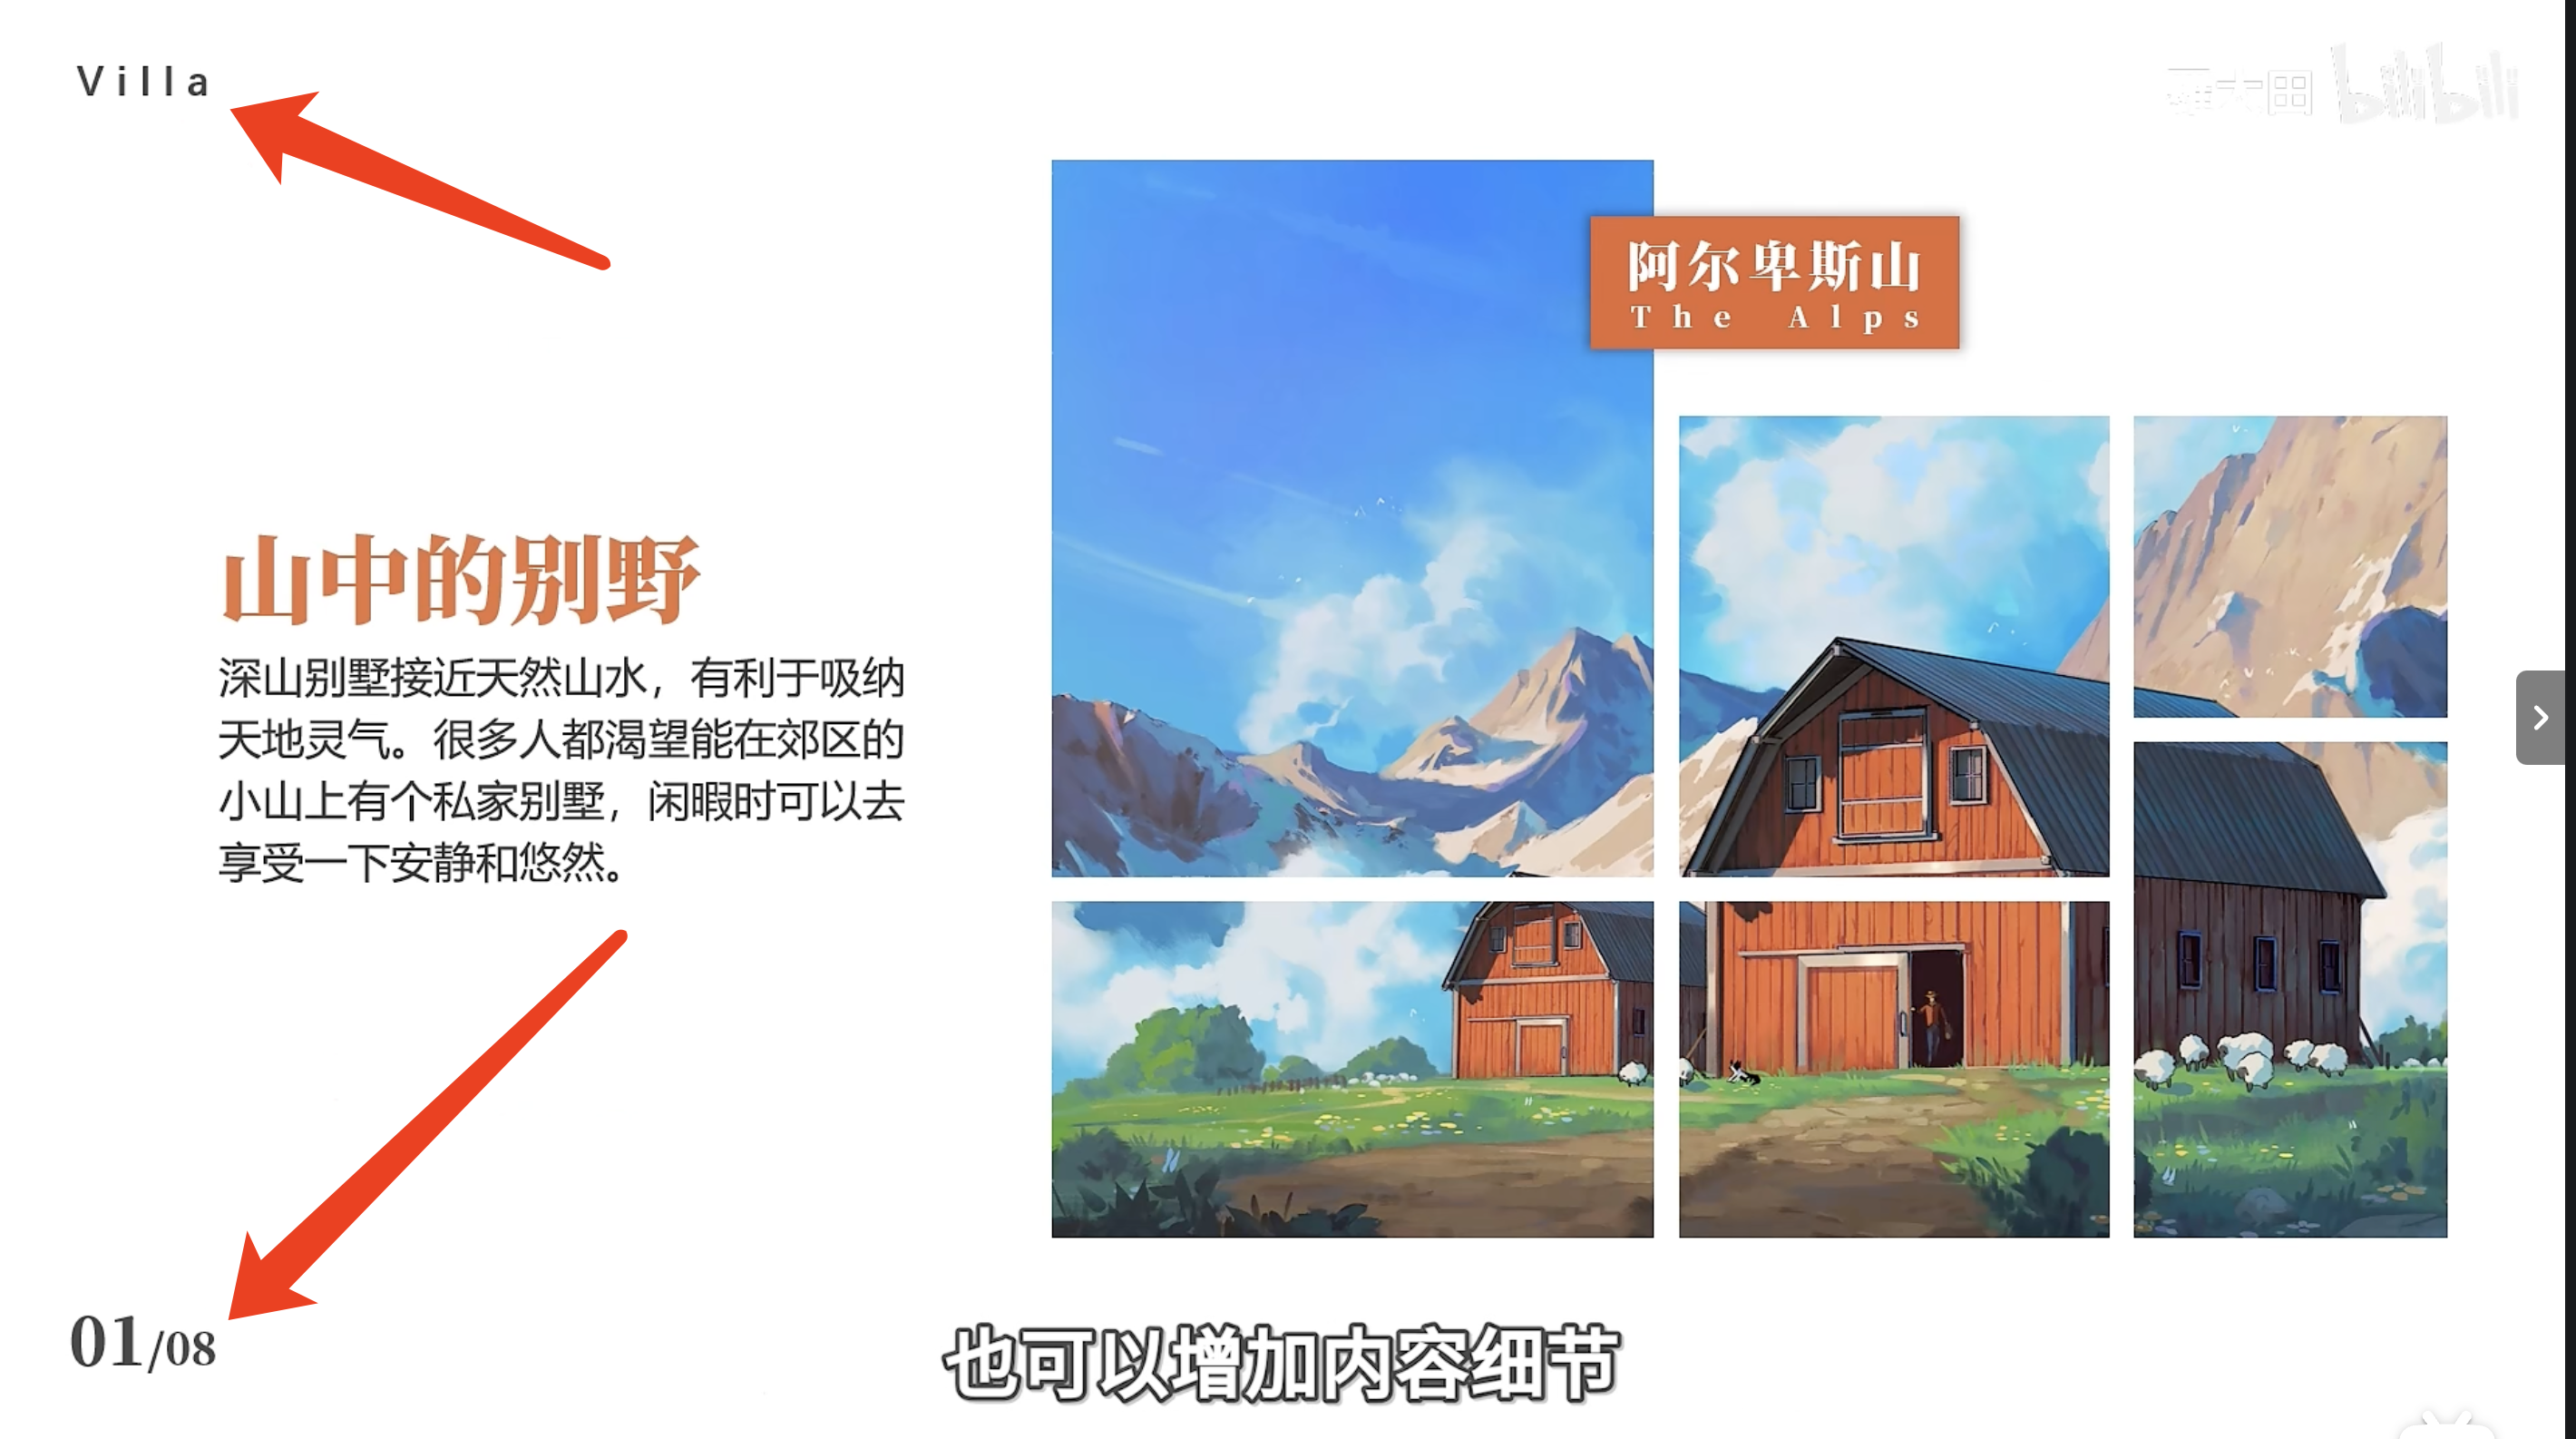 Villa
bilibili
阿尔卑斯山
The Alps
山中的别野
深山别墅接近天然山水，有利于吸纳
天地灵气。很多人都渴望能在郊区的
小山上有个私家别墅，闲暇时可以去
享受一下安静和悠然。
01/08
也可以增加内容细节